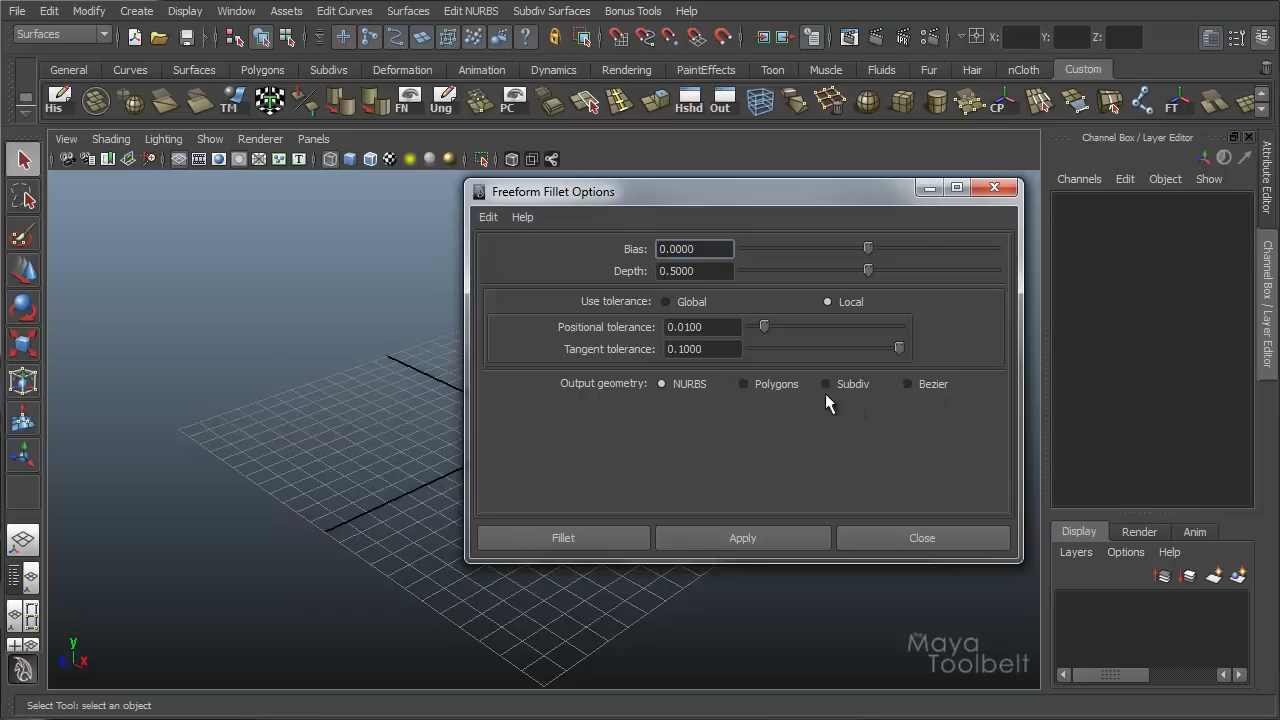 File Edit Modify Create Display Window Assets Edit Curves Surfaces Edit NURBS Subdiv Surfaces Bonus Tools Help
Surfaces X: Y: Z:
General Curves Surfaces Polygons Subdivs Deformation Animation Dynamics Rendering PaintEffects Toon Muscle Fluids Fur Hair nCloth Custom
His TM FN Ung PC Hshd Out CP FT
View Shading Lighting Show Renderer Panels
Channel Box / Layer Editor
Channels Edit Object Show
Attribute Editor
Channel Box / Layer Editor
Freeform Fillet Options
Edit Help
Bias: 0.0000
Depth: 0.5000
Use tolerance: Global Local
Positional tolerance: 0.0100
Tangent tolerance: 0.1000
Output geometry: NURBS Polygons Subdiv Bezier
Fillet Apply Close
Display Render Anim
Layers Options Help
y
z x
Maya
Toolbelt
Select Tool: select an object